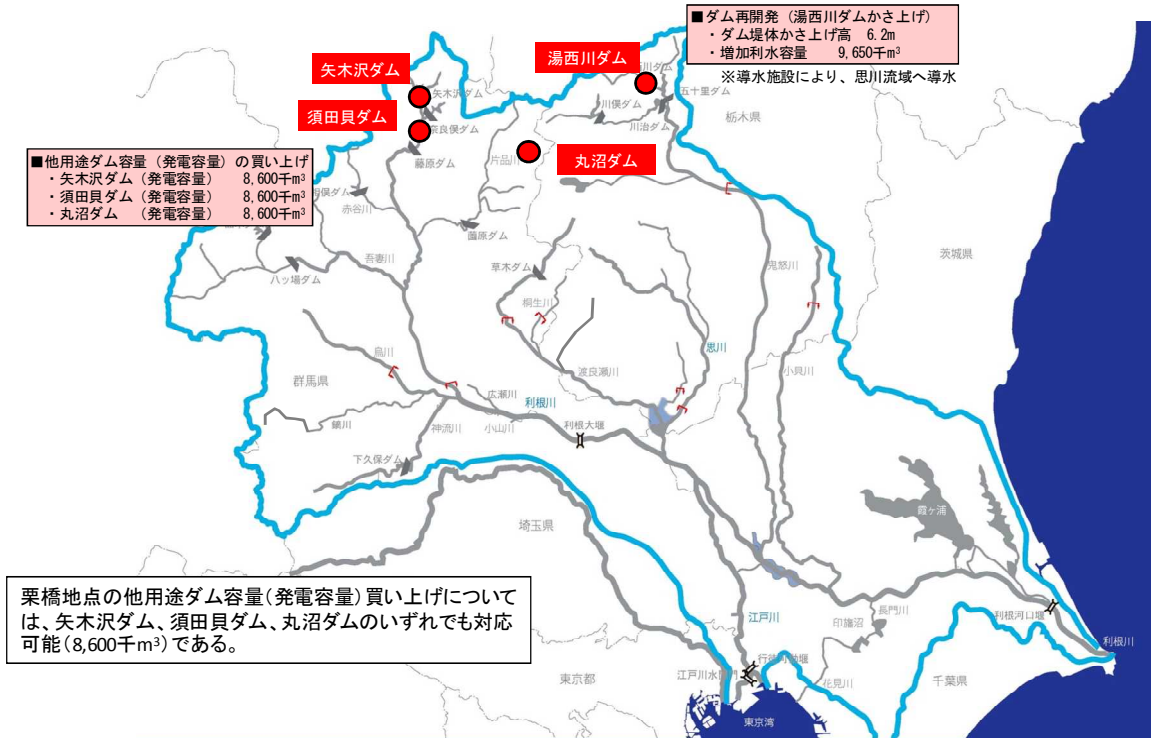 ■ダム再開発（湯西川ダムかさ上げ）
・ダム堤体かさ上げ高　6.2m
・増加利水容量　9,650千m³
※導水施設により、思川流域へ導水
湯西川ダム
矢木沢ダム
須田貝ダム
丸沼ダム
■他用途ダム容量（発電容量）の買い上げ
・矢木沢ダム（発電容量）　8,600千m³
・須田貝ダム（発電容量）　8,600千m³
・丸沼ダム　（発電容量）　8,600千m³
矢木沢ダム
奈良俣ダム
藤原ダム
片品川
川俣ダム
川治ダム
五十里ダム
栃木県
赤谷川
薗原ダム
吾妻川
八ッ場ダム
草木ダム
桐生川
鬼怒川
茨城県
思川
小貝川
渡良瀬川
烏川
群馬県
広瀬川
利根川
利根大堰
小山川
神流川
鏑川
下久保ダム
埼玉県
霞ヶ浦
栗橋地点の他用途ダム容量（発電容量）買い上げについて
は、矢木沢ダム、須田貝ダム、丸沼ダムのいずれでも対応
可能（8,600千m³）である。
江戸川
長門川
印旛沼
利根河口堰
利根川
行徳可動堰
江戸川水閘門
花見川
千葉県
東京都
東京湾